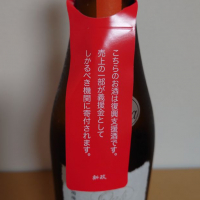 こちらのお酒は復興支援酒です。
売上の一部が義援金として
しかるべき機関に寄付されます。